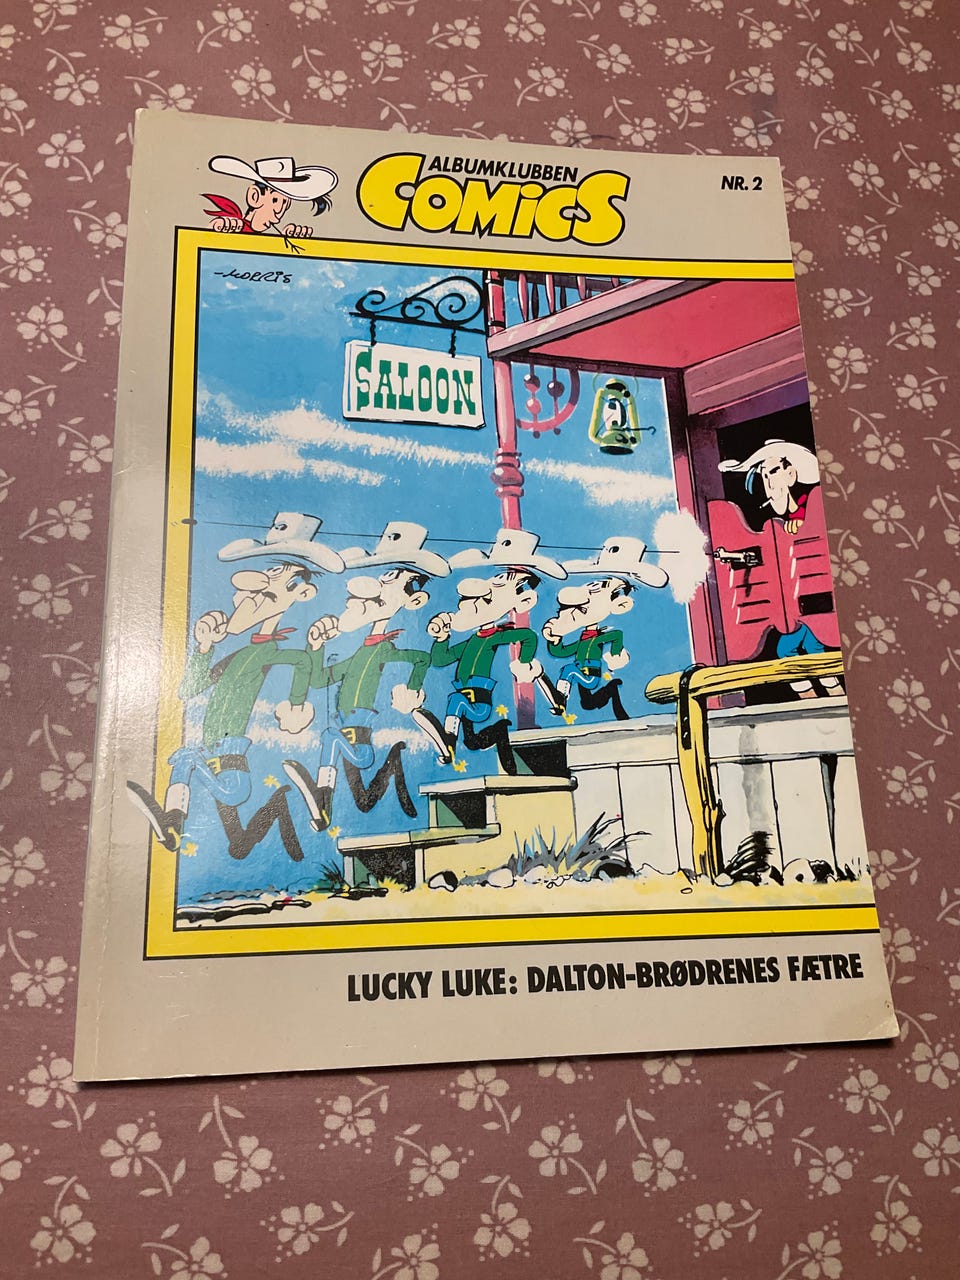 ALBUMKLUBBEN
COMiCS
NR. 2
-MORRIS
SALOON
LUCKY LUKE: DALTON-BRØDRENES FÆTRE